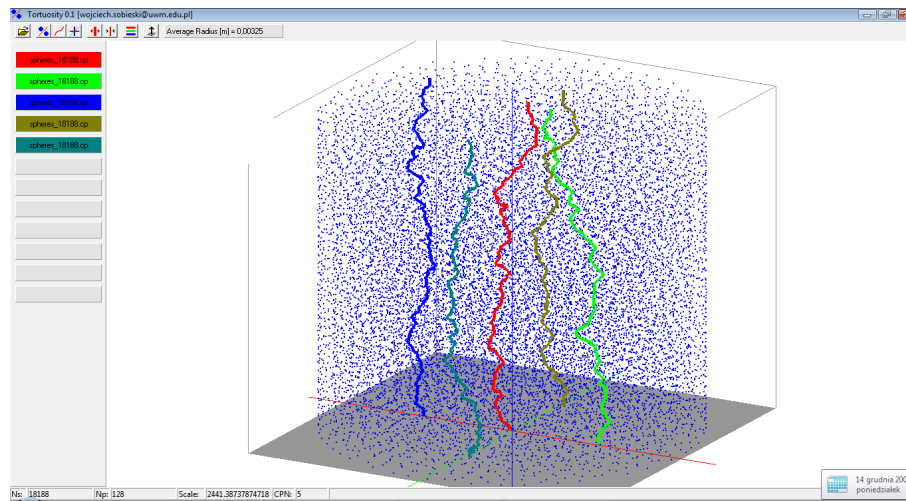 Tortuosity 0.1 [wojciech.sobieski@uwm.edu.pl]
Average Radius [m] = 0,00325
spheres_18188.cp
spheres_18188.cp
spheres_18188.cp
spheres_18188.cp
spheres_18188.cp
Ns: 18188 Np: 128 Scale: 2441.38737874718 CPN: 5
14 grudnia 200
poniedziałek